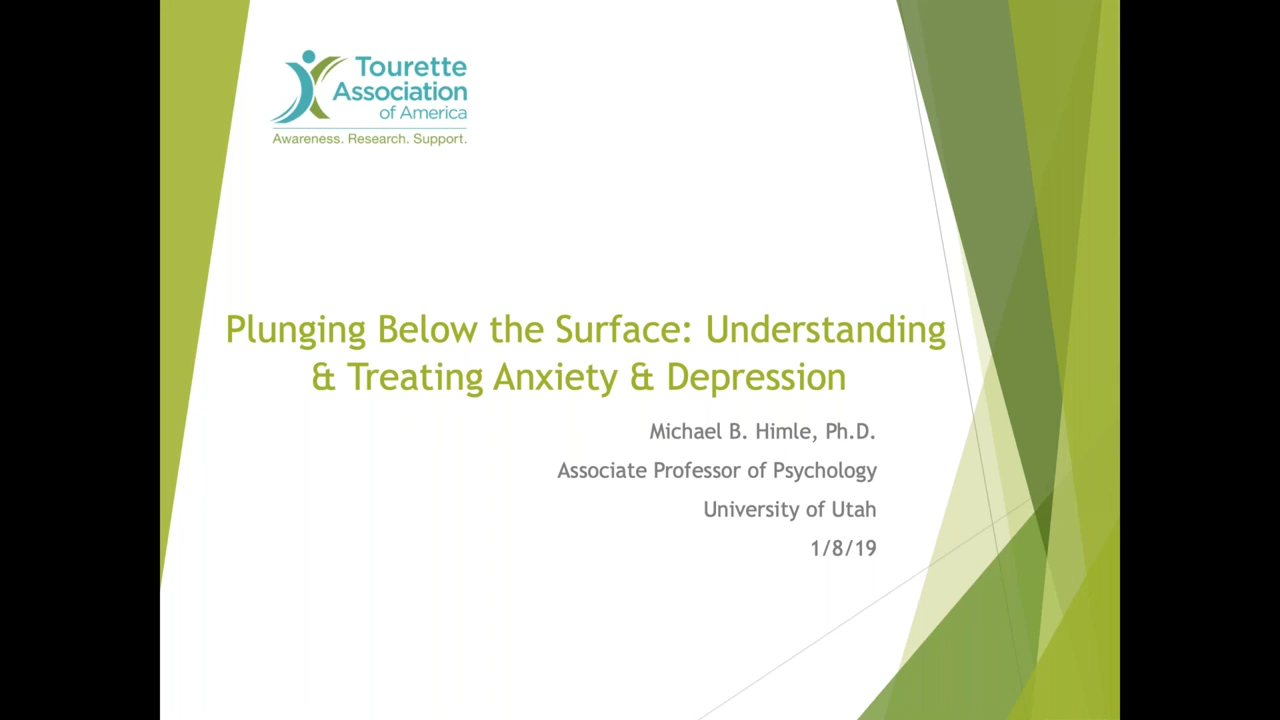 Tourette
Association
of America
Awareness. Research. Support.
Plunging Below the Surface: Understanding
& Treating Anxiety & Depression
Michael B. Himle, Ph.D.
Associate Professor of Psychology
University of Utah
1/8/19